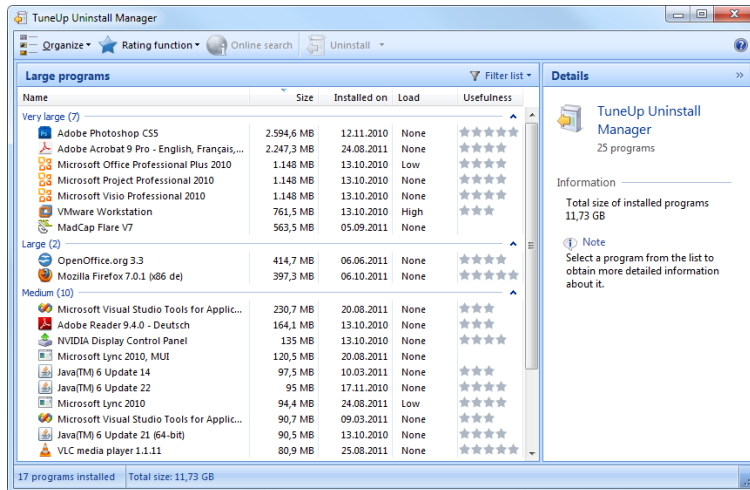 TuneUp Uninstall Manager
Organize Rating function Online search Uninstall
Large programs Filter list
Name Size Installed on Load Usefulness
Very large (7)
Adobe Photoshop CS5 2.594,6 MB 12.11.2010 None
Adobe Acrobat 9 Pro - English, Français,... 2.247,3 MB 24.08.2011 None
Microsoft Office Professional Plus 2010 1.148 MB 13.10.2010 Low
Microsoft Project Professional 2010 1.148 MB 13.10.2010 None
Microsoft Visio Professional 2010 1.148 MB 13.10.2010 None
VMware Workstation 761,5 MB 13.10.2010 High
MadCap Flare V7 563,5 MB 05.09.2011 None
Large (2)
OpenOffice.org 3.3 414,7 MB 06.06.2011 None
Mozilla Firefox 7.0.1 (x86 de) 397,3 MB 06.10.2011 None
Medium (10)
Microsoft Visual Studio Tools for Applic... 230,7 MB 20.08.2011 None
Adobe Reader 9.4.0 - Deutsch 164,1 MB 13.10.2010 None
NVIDIA Display Control Panel 135 MB 13.10.2010 None
Microsoft Lync 2010, MUI 120,5 MB 20.08.2011 None
Java(TM) 6 Update 14 97,5 MB 10.03.2011 None
Java(TM) 6 Update 22 95 MB 17.11.2010 None
Microsoft Lync 2010 94,4 MB 24.08.2011 Low
Microsoft Visual Studio Tools for Applic... 90,7 MB 09.03.2011 None
Java(TM) 6 Update 21 (64-bit) 90,5 MB 13.10.2010 None
VLC media player 1.1.11 80,9 MB 25.08.2011 None
Details
TuneUp Uninstall
Manager
25 programs
Information
Total size of installed programs
11,73 GB
Note
Select a program from the list to
obtain more detailed information
about it.
17 programs installed Total size: 11,73 GB